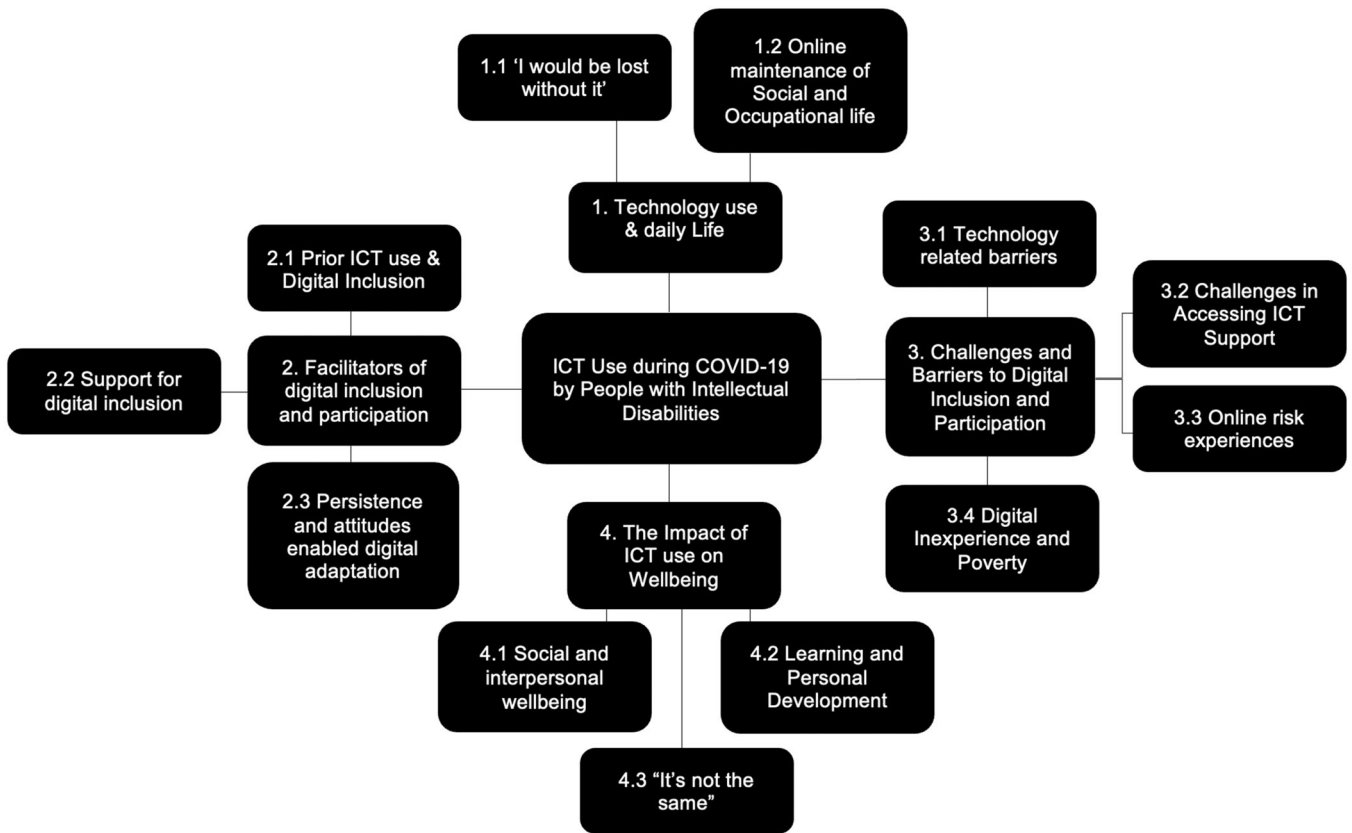 1.1 ‘I would be lost
without it’
1.2 Online
maintenance of
Social and
Occupational life
1. Technology use
& daily Life
2.1 Prior ICT use &
Digital Inclusion
3.1 Technology
related barriers
3.2 Challenges in
Accessing ICT
Support
2.2 Support for
digital inclusion
2. Facilitators of
digital inclusion
and participation
ICT Use during COVID-19
by People with Intellectual
Disabilities
3. Challenges and
Barriers to Digital
Inclusion and
Participation
3.3 Online risk
experiences
2.3 Persistence
and attitudes
enabled digital
adaptation
4. The Impact of
ICT use on
Wellbeing
3.4 Digital
Inexperience and
Poverty
4.1 Social and
interpersonal
wellbeing
4.2 Learning and
Personal
Development
4.3 “It’s not the
same”